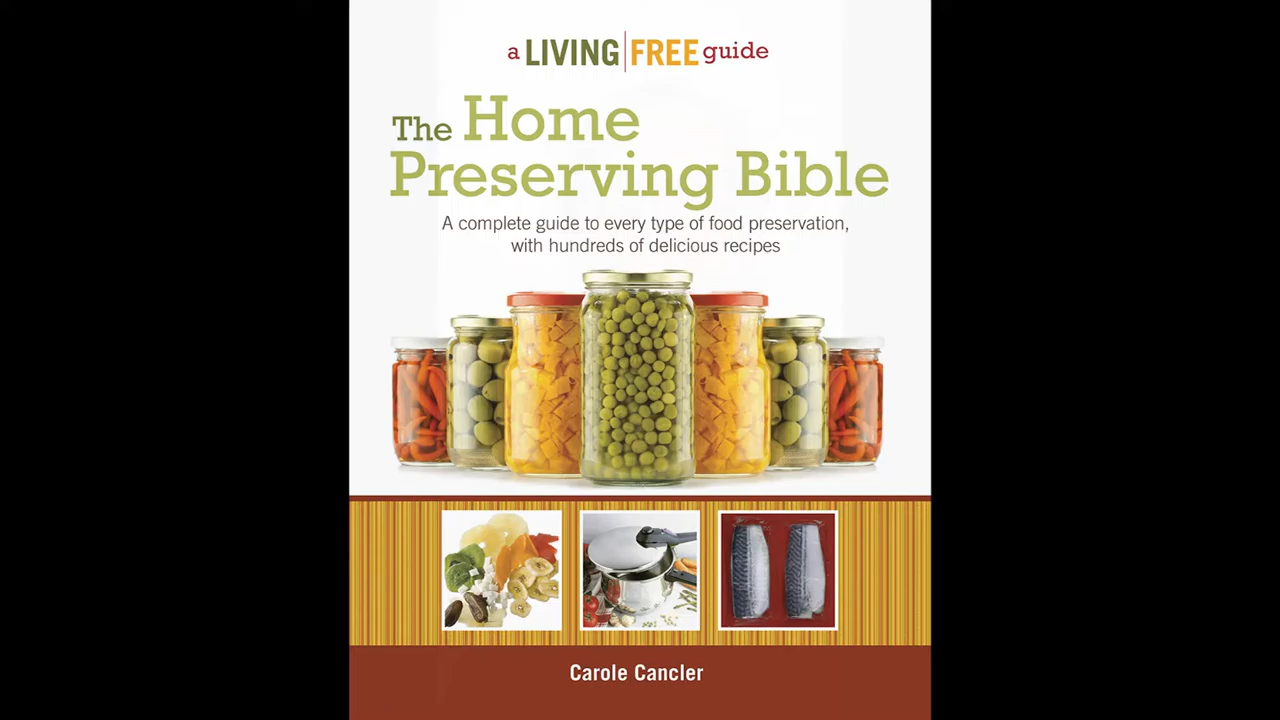 a LIVING FREE guide
The Home
Preserving Bible
A complete guide to every type of food preservation,
with hundreds of delicious recipes
Carole Cancler